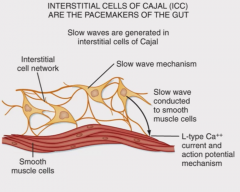 INTERSTITIAL CELLS OF CAJAL (ICC)
ARE THE PACEMAKERS OF THE GUT
Slow waves are generated in
interstitial cells of Cajal
Interstitial
cell network
Slow wave mechanism
Slow wave
conducted to
smooth muscle
cells
L-type Ca++
current and
action potential
mechanism
Smooth
muscle cells